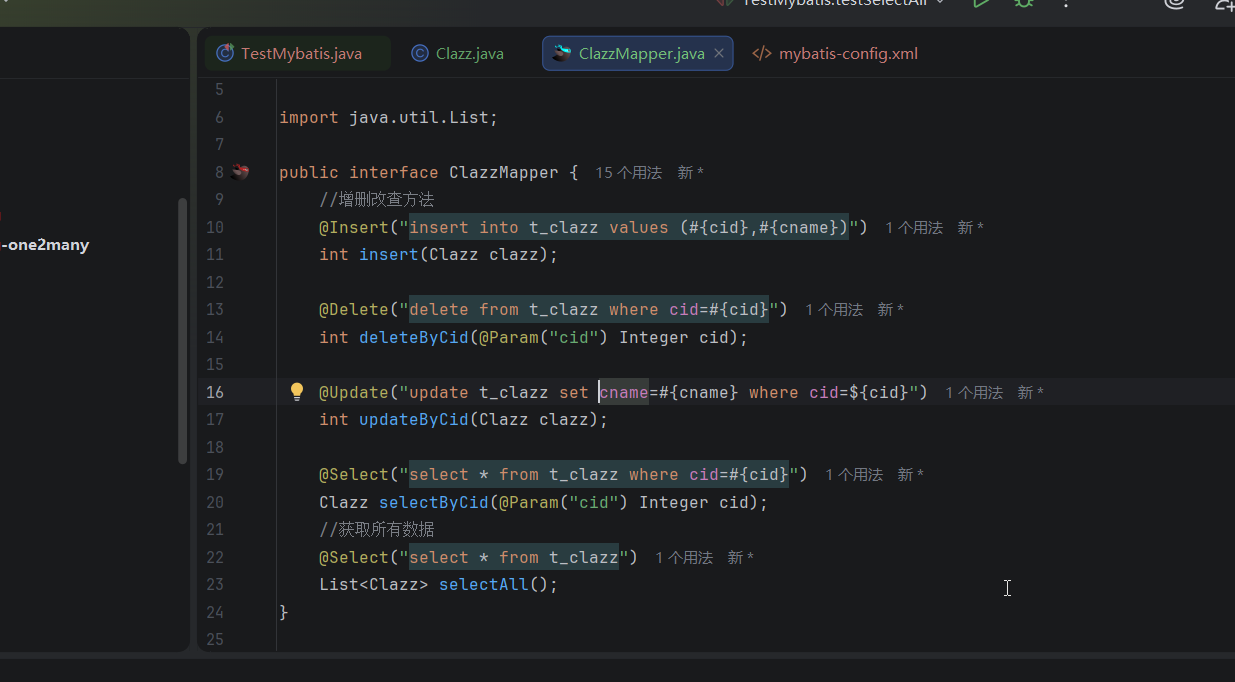 TestMybatis.testSelectAll
TestMybatis.java
Clazz.java
ClazzMapper.java
mybatis-config.xml
-one2many
5
6 import java.util.List;
7
8 public interface ClazzMapper { 15 个用法 新 *
9 //增删改查方法
10 @Insert("insert into t_clazz values (#{cid},#{cname})") 1 个用法 新 *
11 int insert(Clazz clazz);
12
13 @Delete("delete from t_clazz where cid=#{cid}") 1 个用法 新 *
14 int deleteByCid(@Param("cid") Integer cid);
15
16 @Update("update t_clazz set cname=#{cname} where cid=${cid}") 1 个用法 新 *
17 int updateByCid(Clazz clazz);
18
19 @Select("select * from t_clazz where cid=#{cid}") 1 个用法 新 *
20 Clazz selectByCid(@Param("cid") Integer cid);
21 //获取所有数据
22 @Select("select * from t_clazz") 1 个用法 新 *
23 List<Clazz> selectAll();
24 }
25